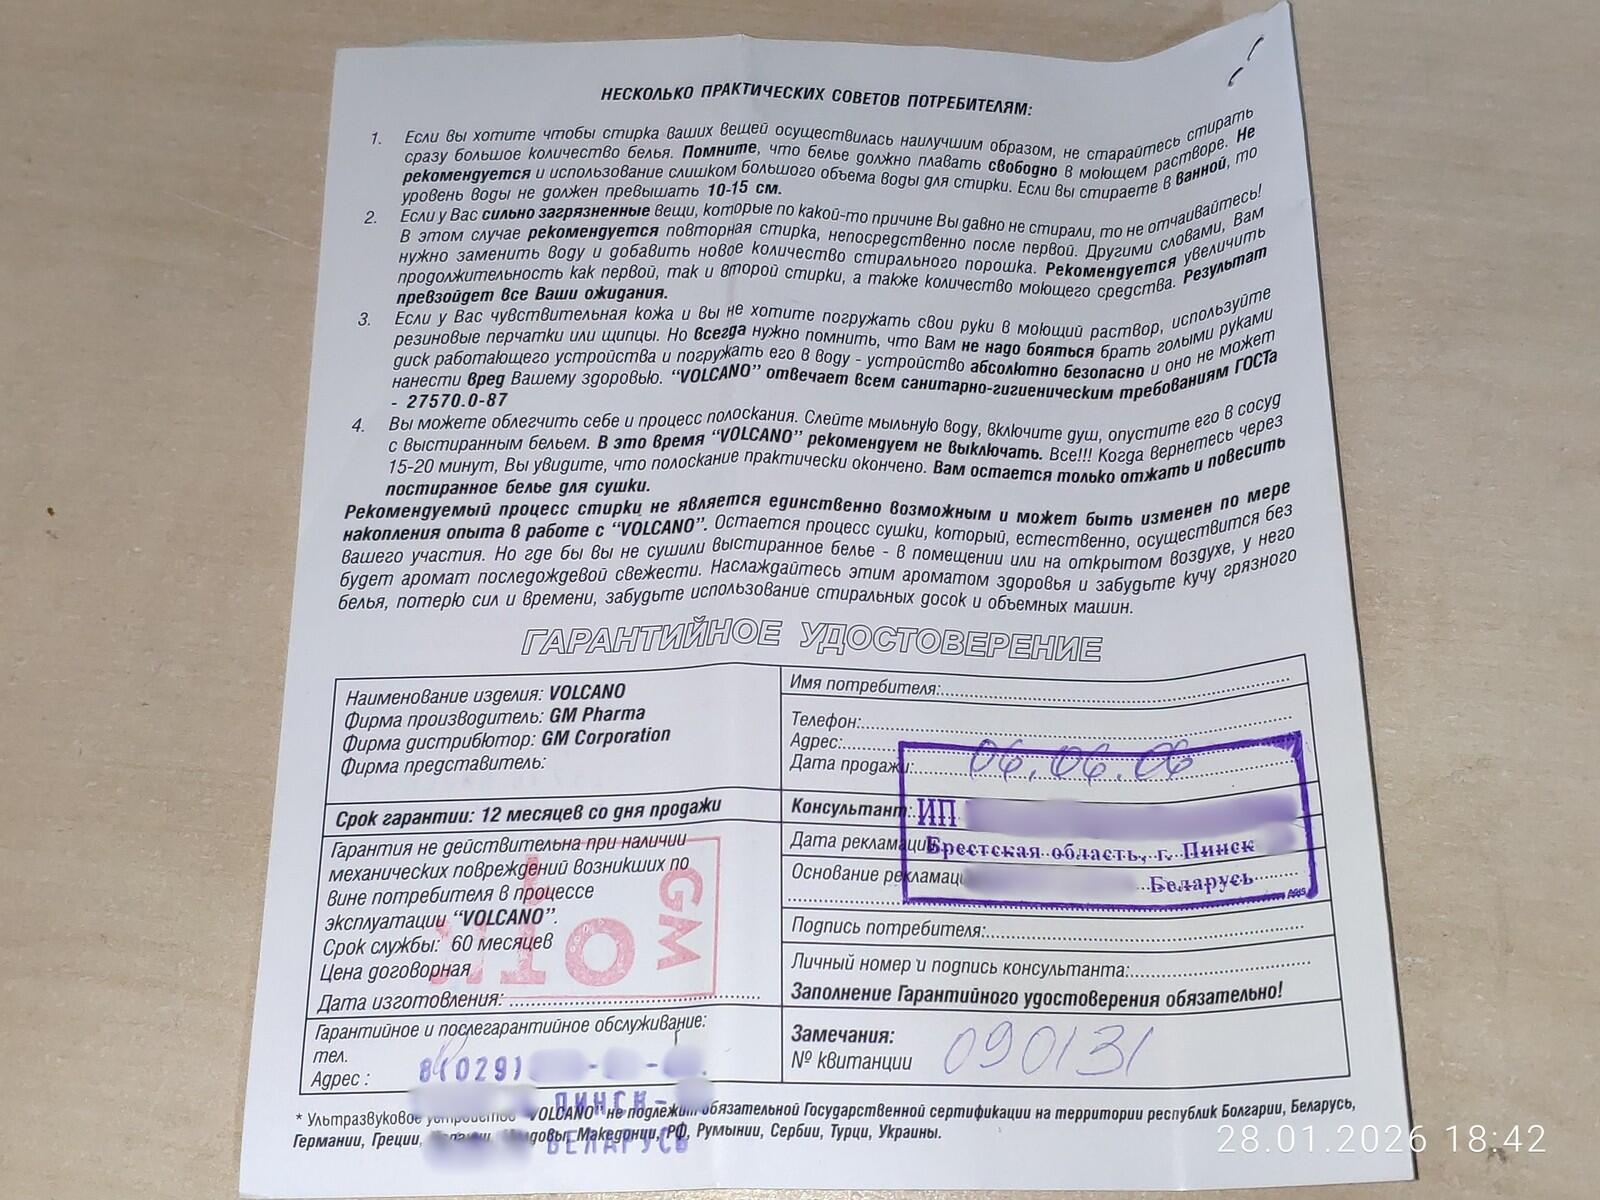 НЕСКОЛЬКО ПРАКТИЧЕСКИХ СОВЕТОВ ПОТРЕБИТЕЛЯМ:
1. Если вы хотите чтобы стирка ваших вещей осуществилась наилучшим образом, не старайтесь стирать
сразу большое количество белья. Помните, что белье должно плавать свободно в моющем растворе. Не
рекомендуется и использование слишком большого объема воды для стирки. Если вы стираете в ванной, то
уровень воды не должен превышать 10-15 см.
2. Если у Вас сильно загрязненные вещи, которые по какой-то причине Вы давно не стирали, то не отчаивайтесь!
В этом случае рекомендуется повторная стирка, непосредственно после первой. Другими словами, Вам
нужно заменить воду и добавить новое количество стирального порошка. Рекомендуется увеличить
продолжительность как первой, так и второй стирки, а также количество моющего средства. Результат
превзойдет все Ваши ожидания.
3. Если у Вас чувствительная кожа и вы не хотите погружать свои руки в моющий раствор, используйте
резиновые перчатки или щипцы. Но всегда нужно помнить, что Вам не надо бояться брать голыми руками
диск работающего устройства и погружать его в воду - устройство абсолютно безопасно и оно не может
нанести вред Вашему здоровью. “VOLCANO” отвечает всем санитарно-гигиеническим требованиям ГОСТа
- 27570.0-87
4. Вы можете облегчить себе и процесс полоскания. Слейте мыльную воду, включите душ, опустите его в сосуд
с выстиранным бельем. В это время “VOLCANO” рекомендуем не выключать. Все!!! Когда вернетесь через
15-20 минут, Вы увидите, что полоскание практически окончено. Вам остается только отжать и повесить
постиранное белье для сушки.
Рекомендуемый процесс стирки не является единственно возможным и может быть изменен по мере
накопления опыта в работе с “VOLCANO”. Остается процесс сушки, который, естественно, осуществится без
вашего участия. Но где бы вы не сушили выстиранное белье - в помещении или на открытом воздухе, у него
будет аромат последождевой свежести. Наслаждайтесь этим ароматом здоровья и забудьте кучу грязного
белья, потерю сил и времени, забудьте использование стиральных досок и объемных машин.
ГАРАНТИЙНОЕ УДОСТОВЕРЕНИЕ
Наименование изделия: VOLCANO
Фирма производитель: GM Pharma
Фирма дистрибютор: GM Corporation
Фирма представитель:
Срок гарантии: 12 месяцев со дня продажи
Гарантия не действительна при наличии
механических повреждений возникших по
вине потребителя в процессе
эксплуатации “VOLCANO”.
Срок службы: 60 месяцев
Цена договорная
Дата изготовления:
GM
Гарантийное и послегарантийное обслуживание:
тел.
8(029)
Адрес :
ПИНСК-
БЕЛАРУСЬ
Имя потребителя:
Телефон:
Адрес:
Дата продажи: 06.06.06
Консультант:
ИП
Дата рекламации
Брестская область, г. Пинск
Основание рекламаци
Беларусь
Подпись потребителя:
Личный номер и подпись консультанта:
Заполнение Гарантийного удостоверения обязательно!
Замечания:
№ квитанции 090131
* Ультразвуковое устройство “VOLCANO” не подлежит обязательной Государственной сертификации на территории республик Болгарии, Беларусь,
Германии, Греции, Македонии, РФ, Румынии, Сербии, Турци, Украины.
28.01.2026 18:42